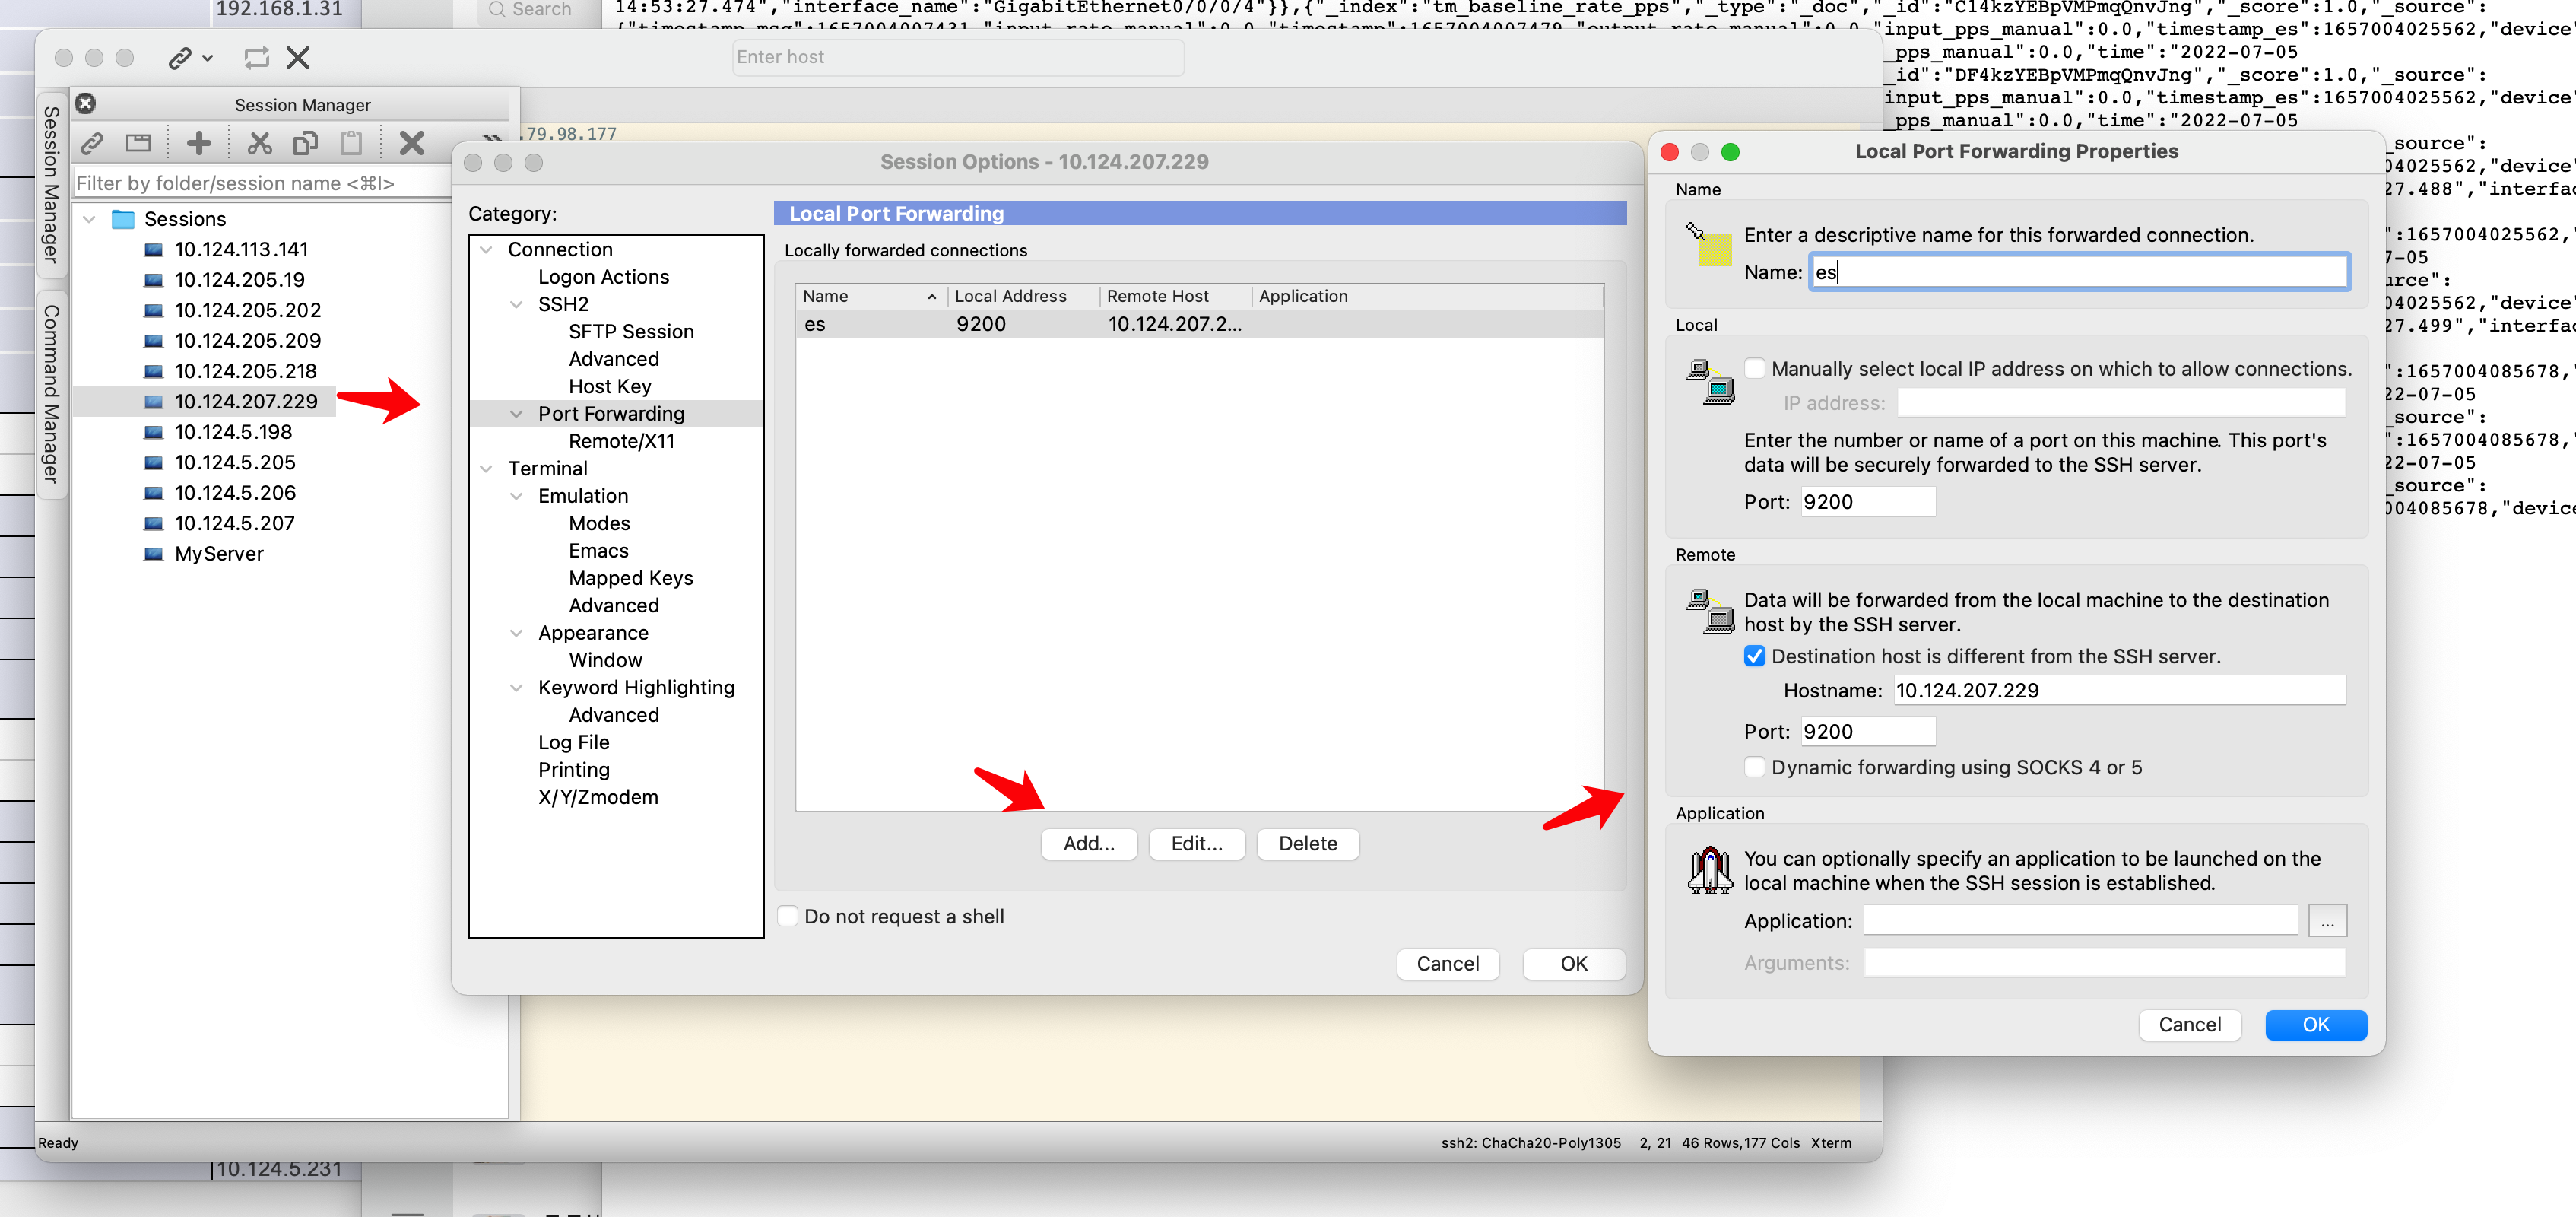 192.168.1.31
Search
14:53:27.474","interface_name":"GigabitEthernet0/0/0/4"}},{"_index":"tm_baseline_rate_pps","_type":"_doc","_id":"C14kzYEBpVMPmqQnvJng","_score":1.0,"_source":
input_pps_manual":0.0,"timestamp_es":1657004025562,"device"
_pps_manual":0.0,"time":"2022-07-05
_id":"DF4kzYEBpVMPmqQnvJng","_score":1.0,"_source":
input_pps_manual":0.0,"timestamp_es":1657004025562,"device"
_pps_manual":0.0,"time":"2022-07-05
Enter host
Session Manager
Command Manager
Session Manager
.79.98.177
Filter by folder/session name <⌘I>
Sessions
10.124.113.141
10.124.205.19
10.124.205.202
10.124.205.209
10.124.205.218
10.124.207.229
10.124.5.198
10.124.5.205
10.124.5.206
10.124.5.207
MyServer
Session Options - 10.124.207.229
Category:
Connection
Logon Actions
SSH2
SFTP Session
Advanced
Host Key
Port Forwarding
Remote/X11
Terminal
Emulation
Modes
Emacs
Mapped Keys
Advanced
Appearance
Window
Keyword Highlighting
Advanced
Log File
Printing
X/Y/Zmodem
Local Port Forwarding
Locally forwarded connections
Name Local Address Remote Host Application
es 9200 10.124.207.2...
Add... Edit... Delete
Do not request a shell
Cancel OK
Local Port Forwarding Properties
Name
Enter a descriptive name for this forwarded connection.
Name: es
Local
Manually select local IP address on which to allow connections.
IP address:
Enter the number or name of a port on this machine. This port's
data will be securely forwarded to the SSH server.
Port: 9200
Remote
Data will be forwarded from the local machine to the destination
host by the SSH server.
Destination host is different from the SSH server.
Hostname: 10.124.207.229
Port: 9200
Dynamic forwarding using SOCKS 4 or 5
Application
You can optionally specify an application to be launched on the
local machine when the SSH session is established.
Application: ...
Arguments:
Cancel OK
_source":
04025562,"device"
27.488","interfac
":1657004025562,"
7-05
urce":
04025562,"device"
27.499","interfac
":1657004085678,"
22-07-05
_source":
":1657004085678,"
22-07-05
_source":
004085678,"device
Ready
ssh2: ChaCha20-Poly1305 2, 21 46 Rows,177 Cols Xterm
10.124.5.231